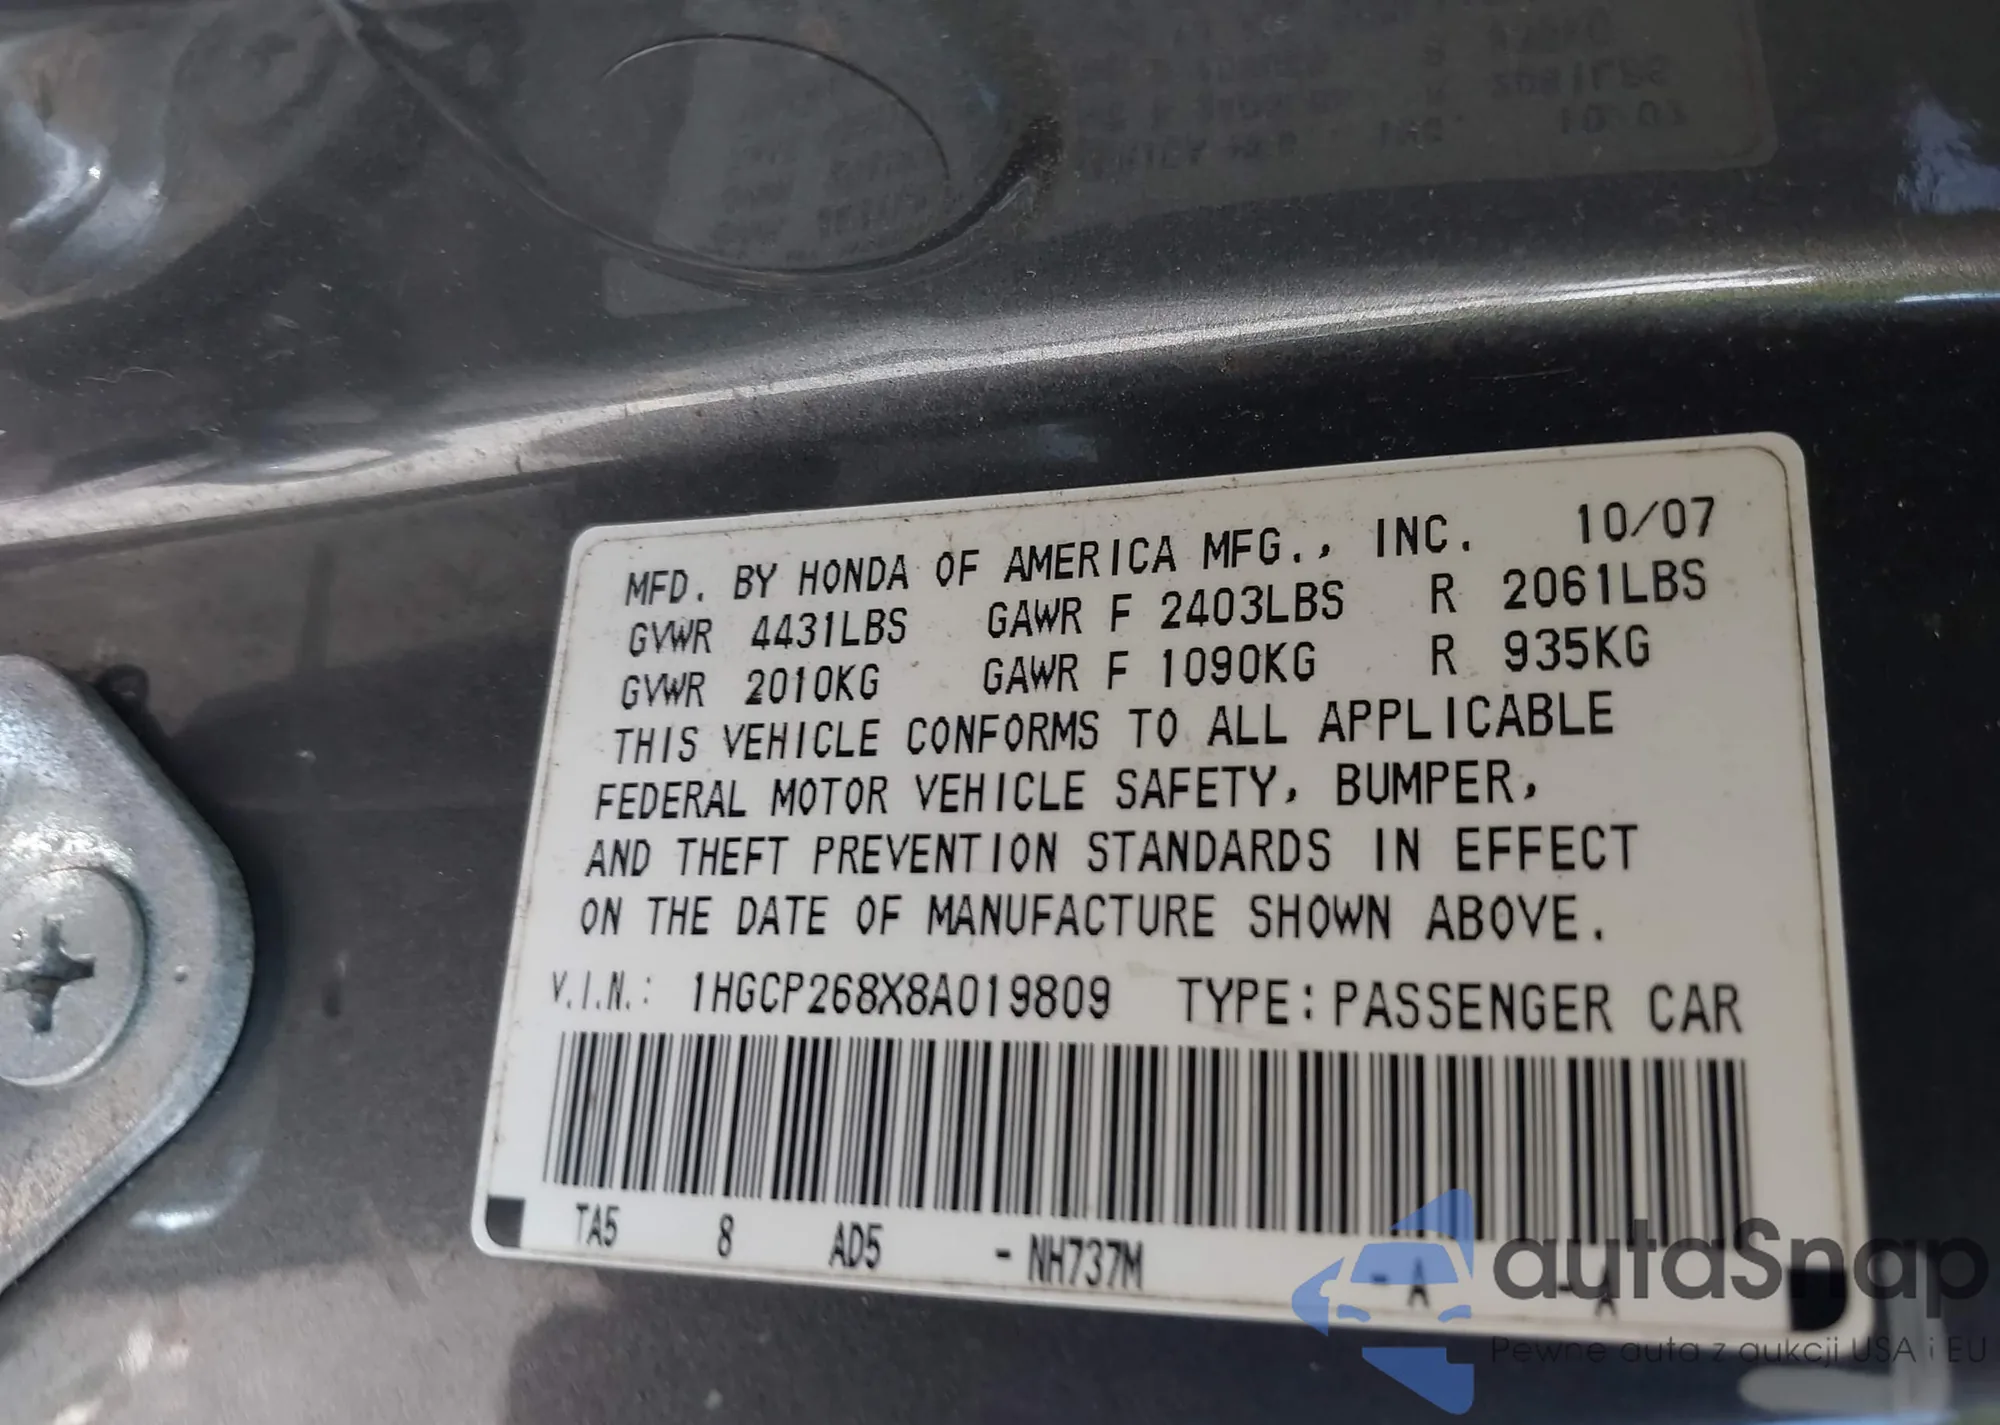 MFD. BY HONDA OF AMERICA MFG., INC. 10/07
GVWR 4431LBS GAWR F 2403LBS R 2061LBS
GVWR 2010KG GAWR F 1090KG R 935KG
THIS VEHICLE CONFORMS TO ALL APPLICABLE
FEDERAL MOTOR VEHICLE SAFETY, BUMPER,
AND THEFT PREVENTION STANDARDS IN EFFECT
ON THE DATE OF MANUFACTURE SHOWN ABOVE.
V.I.N.: 1HGCP268X8A019809 TYPE: PASSENGER CAR
TA5 8 AD5 - NH737M - A - A
autaSnap
Pewne auta z aukcji USA i EU